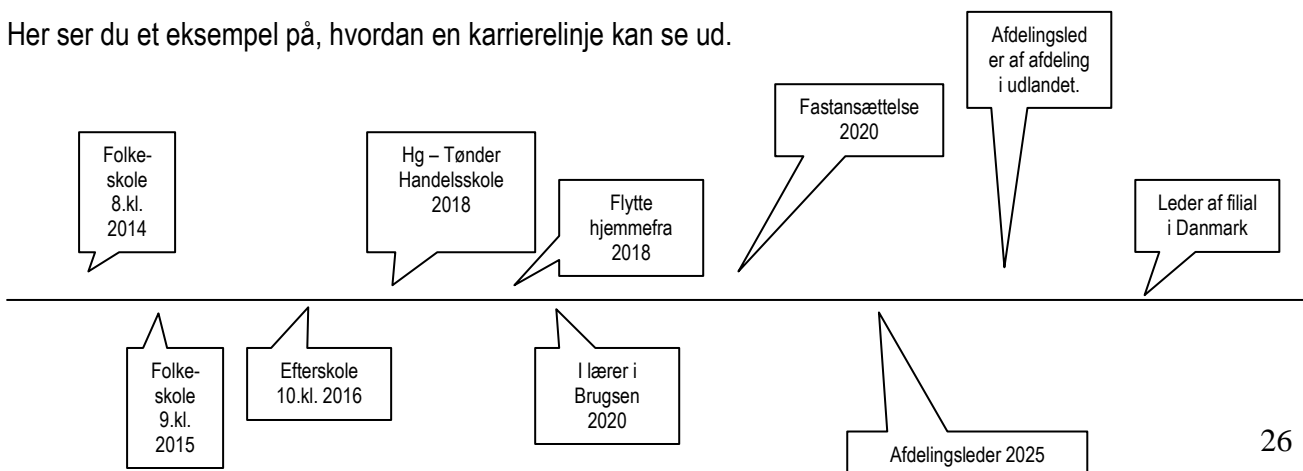 Her ser du et eksempel på, hvordan en karrierelinje kan se ud.
Folke-
skole
8.kl.
2014
Hg – Tønder
Handelsskole
2018
Flytte
hjemmefra
2018
Fastansættelse
2020
Afdelingsled
er af afdeling
i udlandet.
Leder af filial
i Danmark
Folke-
skole
9.kl.
2015
Efterskole
10.kl. 2016
I lærer i
Brugsen
2020
Afdelingsleder 2025
26